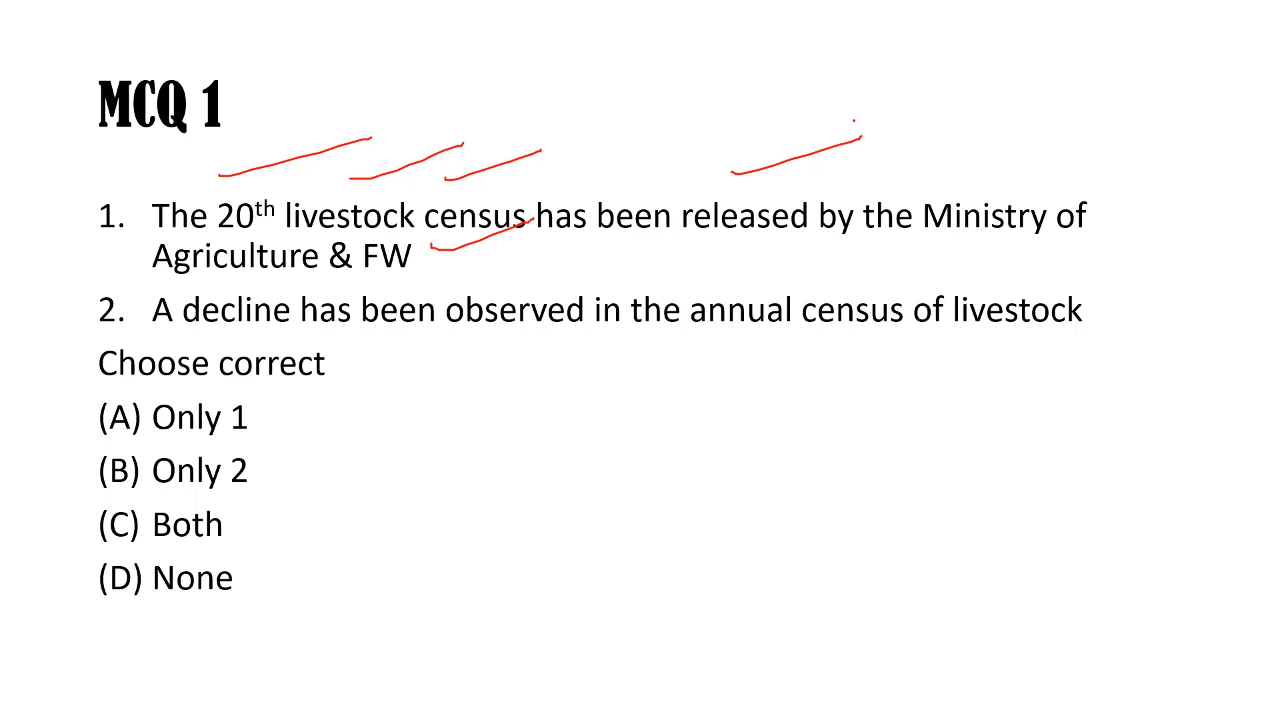 MCQ 1
1. The 20th livestock census has been released by the Ministry of
Agriculture & FW
2. A decline has been observed in the annual census of livestock
Choose correct
(A) Only 1
(B) Only 2
(C) Both
(D) None